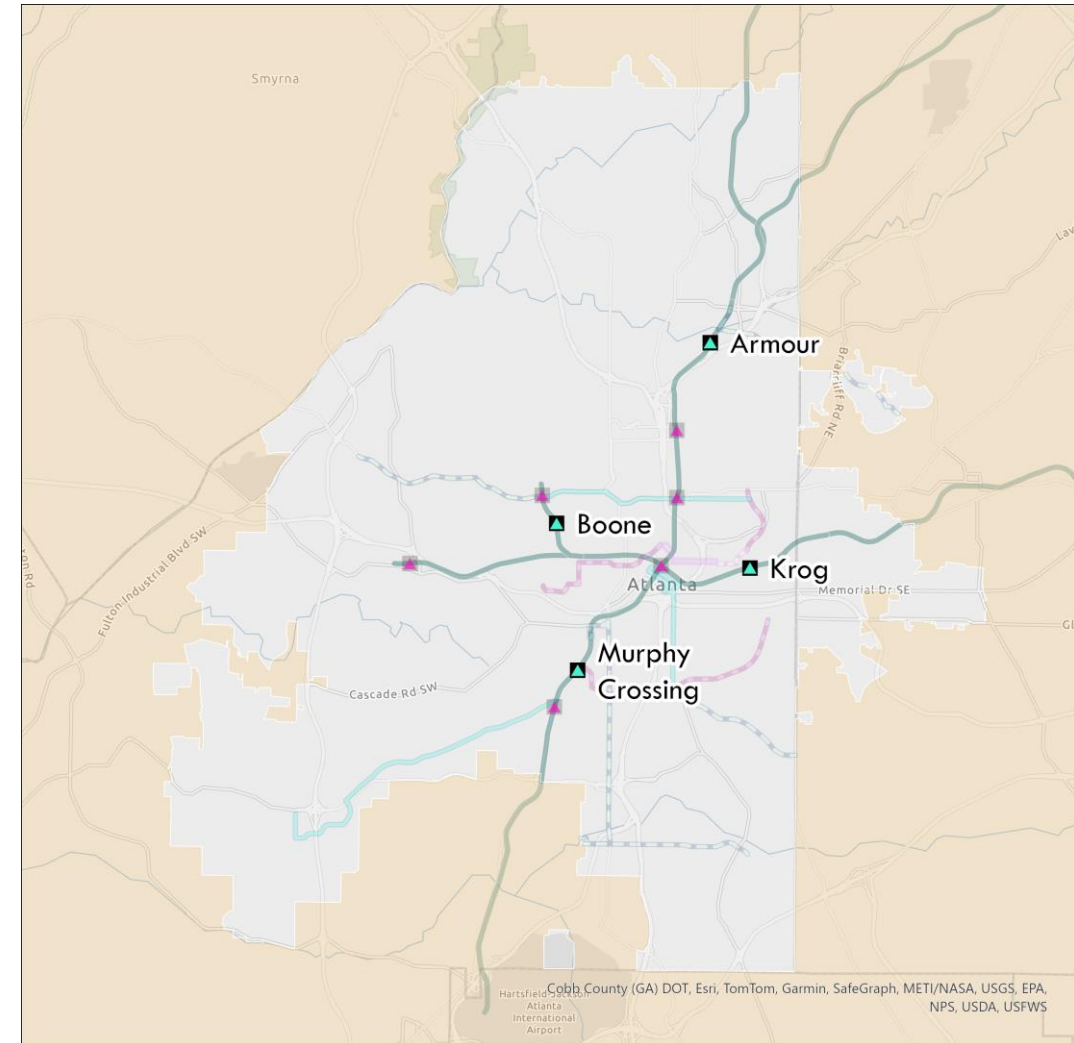 Smyrna
Armour
Briarcliff Rd NE
Boone
Krog
Atlanta
Memorial Dr SE
Fulton Industrial Blvd SW
Murphy
Crossing
Cascade Rd SW
Cobb County (GA) DOT, Esri, TomTom, Garmin, SafeGraph, METI/NASA, USGS, EPA,
NPS, USDA, USFWS
Hartsfield-Jackson
Atlanta
International
Airport